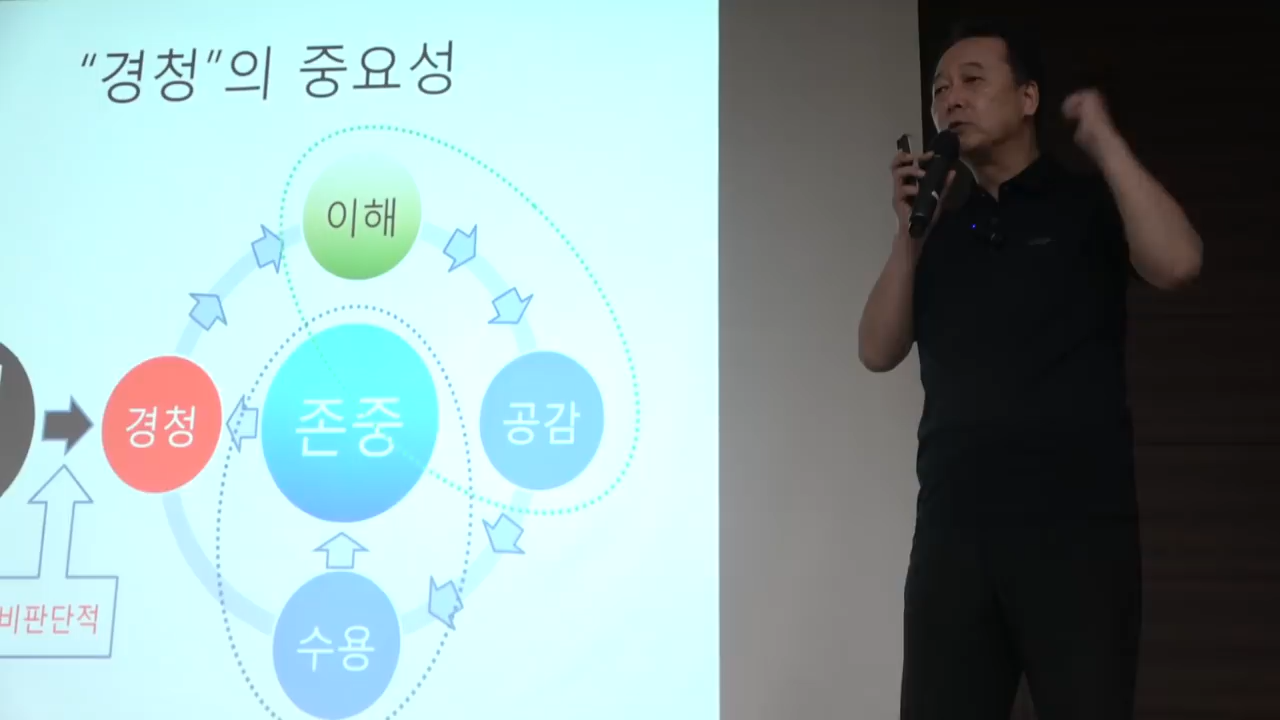 “경청”의 중요성
이해
경청
존중
공감
비판단적
수용